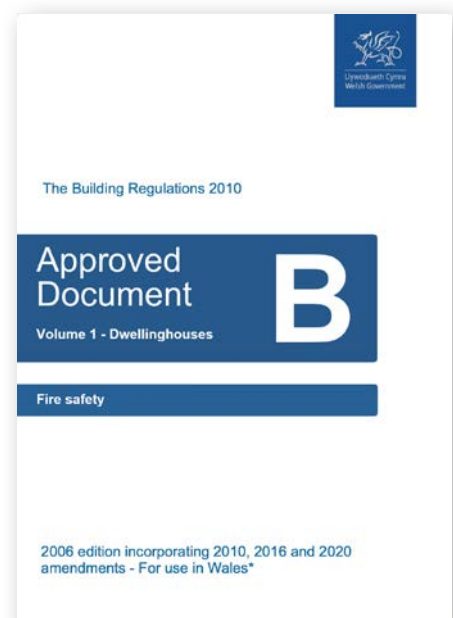 Llywodraeth Cymru
Welsh Government
The Building Regulations 2010
Approved
Document
B
Volume 1 - Dwellinghouses
Fire safety
2006 edition incorporating 2010, 2016 and 2020
amendments - For use in Wales*